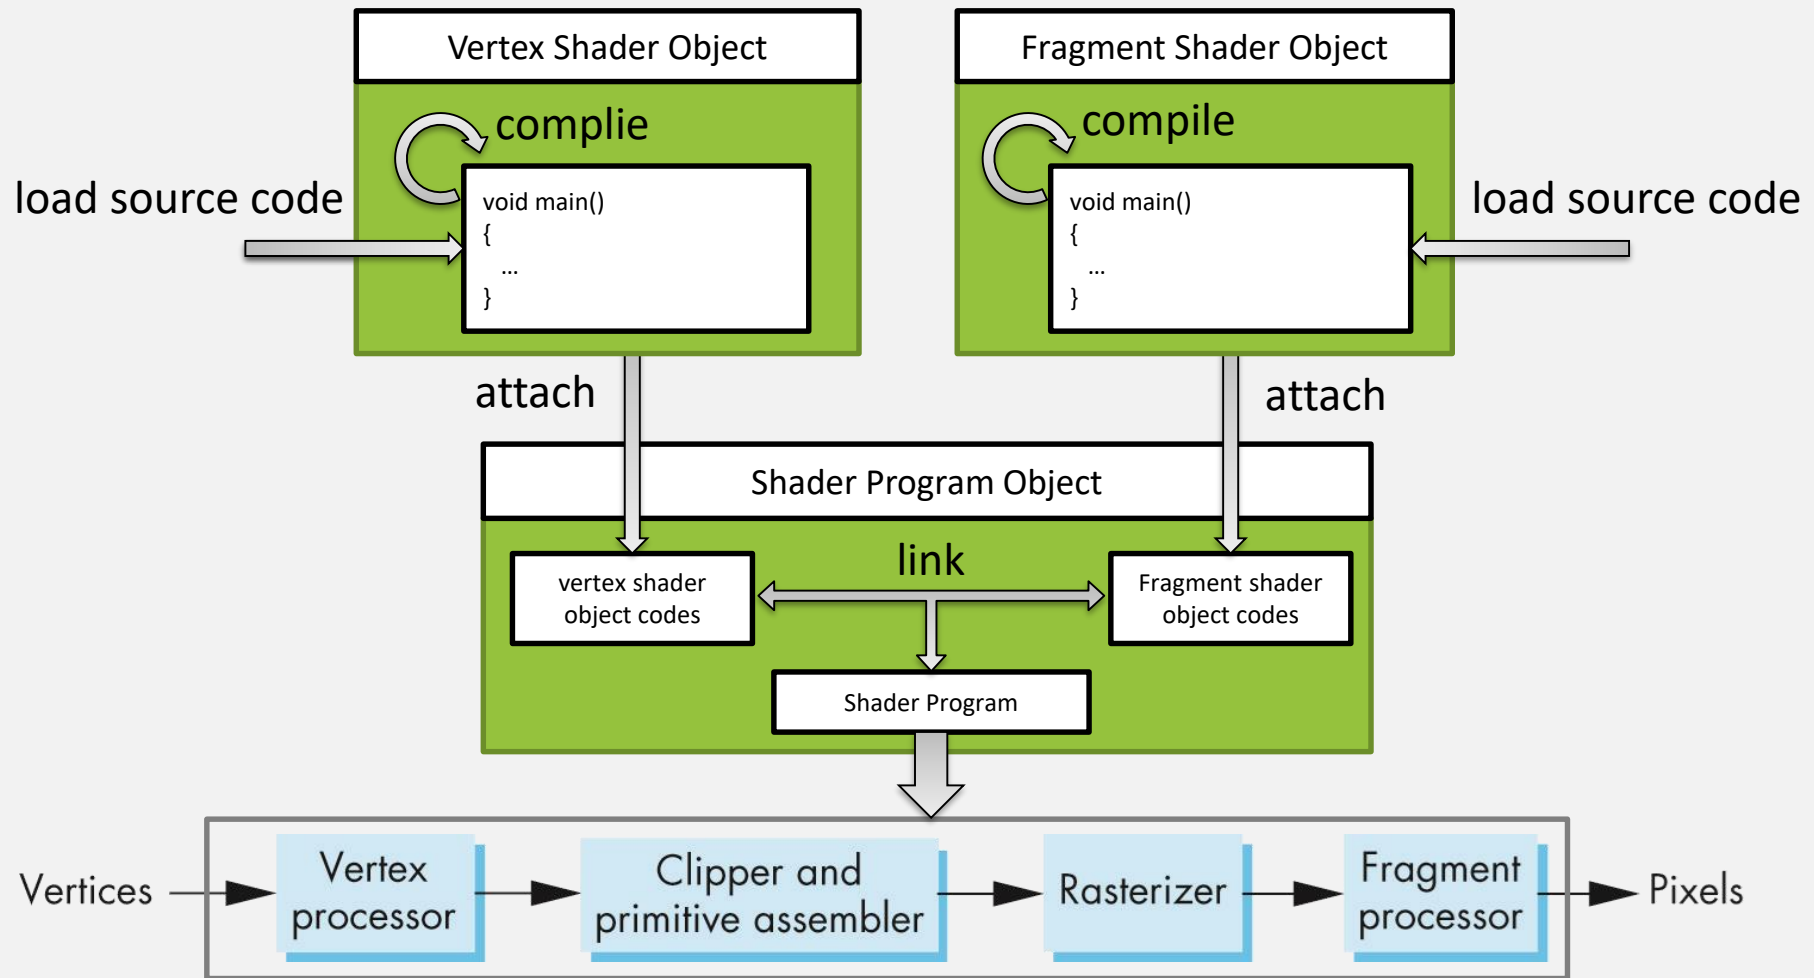 Vertex Shader Object
Fragment Shader Object
complie
compile
load source code
void main()
{
...
}
void main()
{
...
}
load source code
attach
attach
Shader Program Object
link
vertex shader
object codes
Fragment shader
object codes
Shader Program
Vertices
Vertex
processor
Clipper and
primitive assembler
Rasterizer
Fragment
processor
Pixels